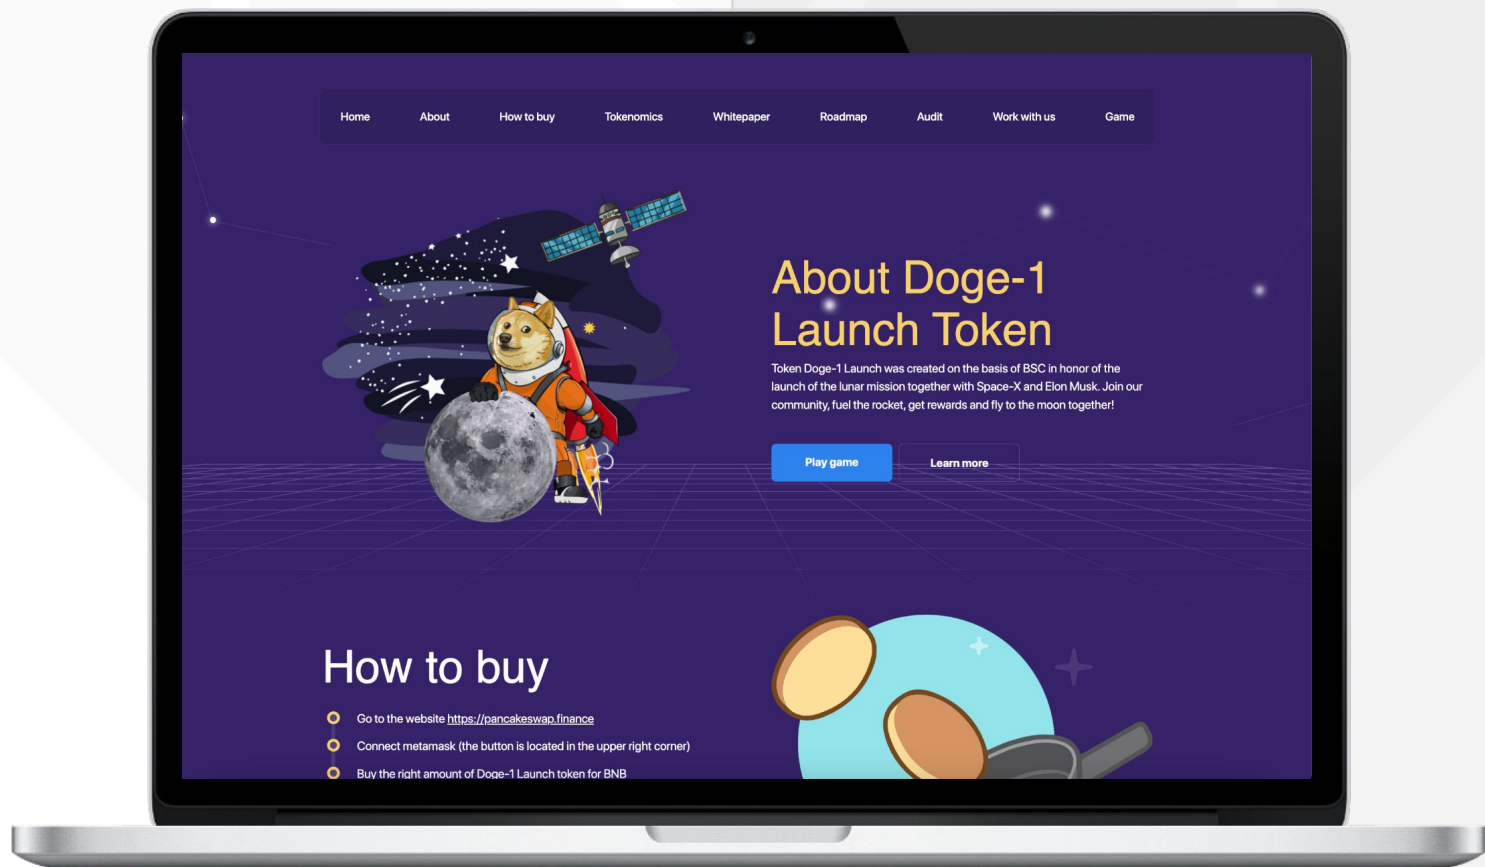 Home About How to buy Tokenomics Whitepaper Roadmap Audit Work with us Game
About Doge-1
Launch Token
Token Doge-1 Launch was created on the basis of BSC in honor of the
launch of the lunar mission together with Space-X and Elon Musk. Join our
community, fuel the rocket, get rewards and fly to the moon together!
Play game Learn more
How to buy
Go to the website https://pancakeswap.finance
Connect metamask (the button is located in the upper right corner)
Buy the right amount of Doge-1 Launch token for BNB